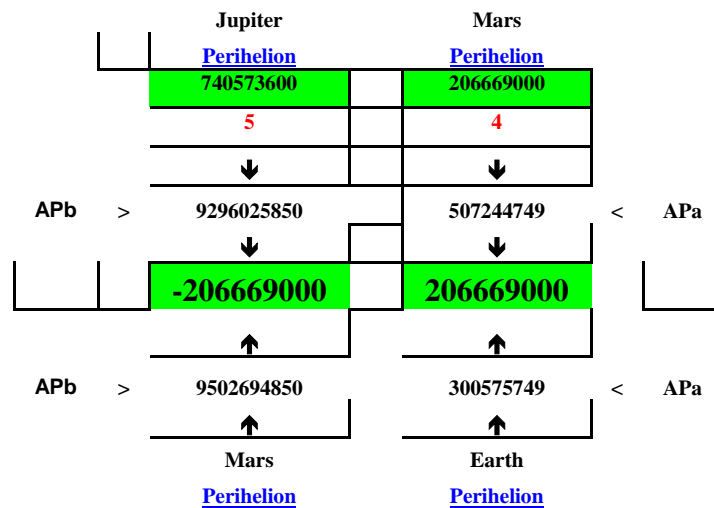 Jupiter Mars
Perihelion Perihelion
740573600 206669000
5 4
🡻 🡻
APb > 9296025850 507244749 < APa
🡻 🡻
-206669000 206669000
🡹 🡹
APb > 9502694850 300575749 < APa
🡹 🡹
Mars Earth
Perihelion Perihelion